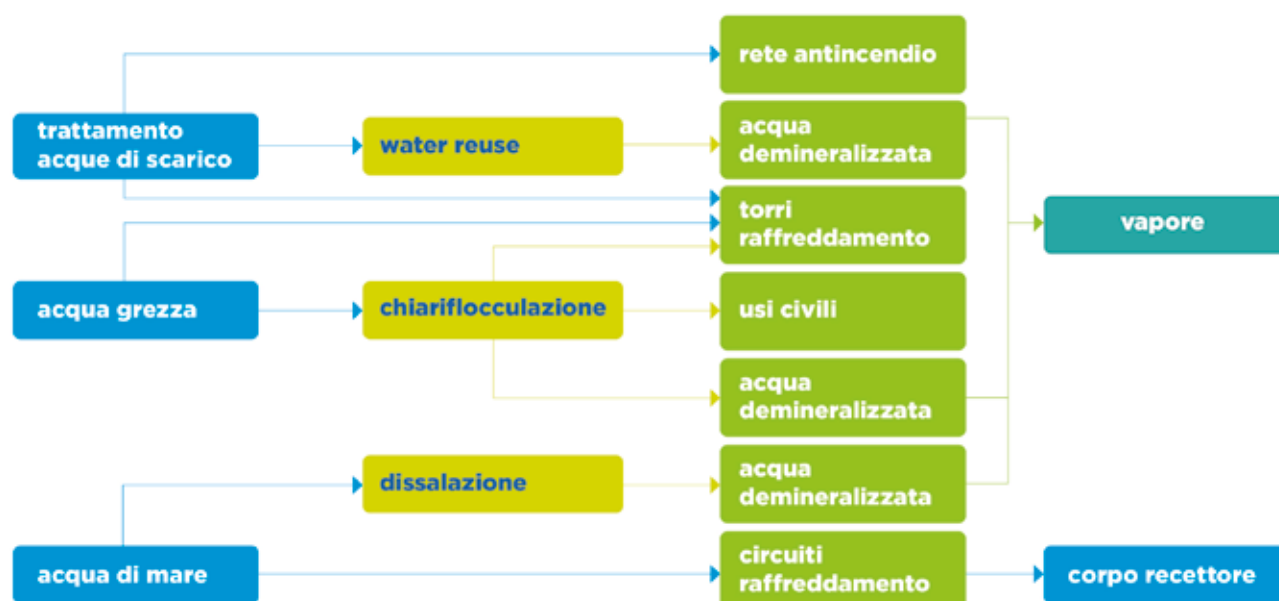 rete antincendio
trattamento
acque di scarico
water reuse
acqua
demineralizzata
torri
raffreddamento
vapore
acqua grezza
chiariflocculazione
usi civili
acqua
demineralizzata
dissalazione
acqua
demineralizzata
acqua di mare
circuiti
raffreddamento
corpo recettore